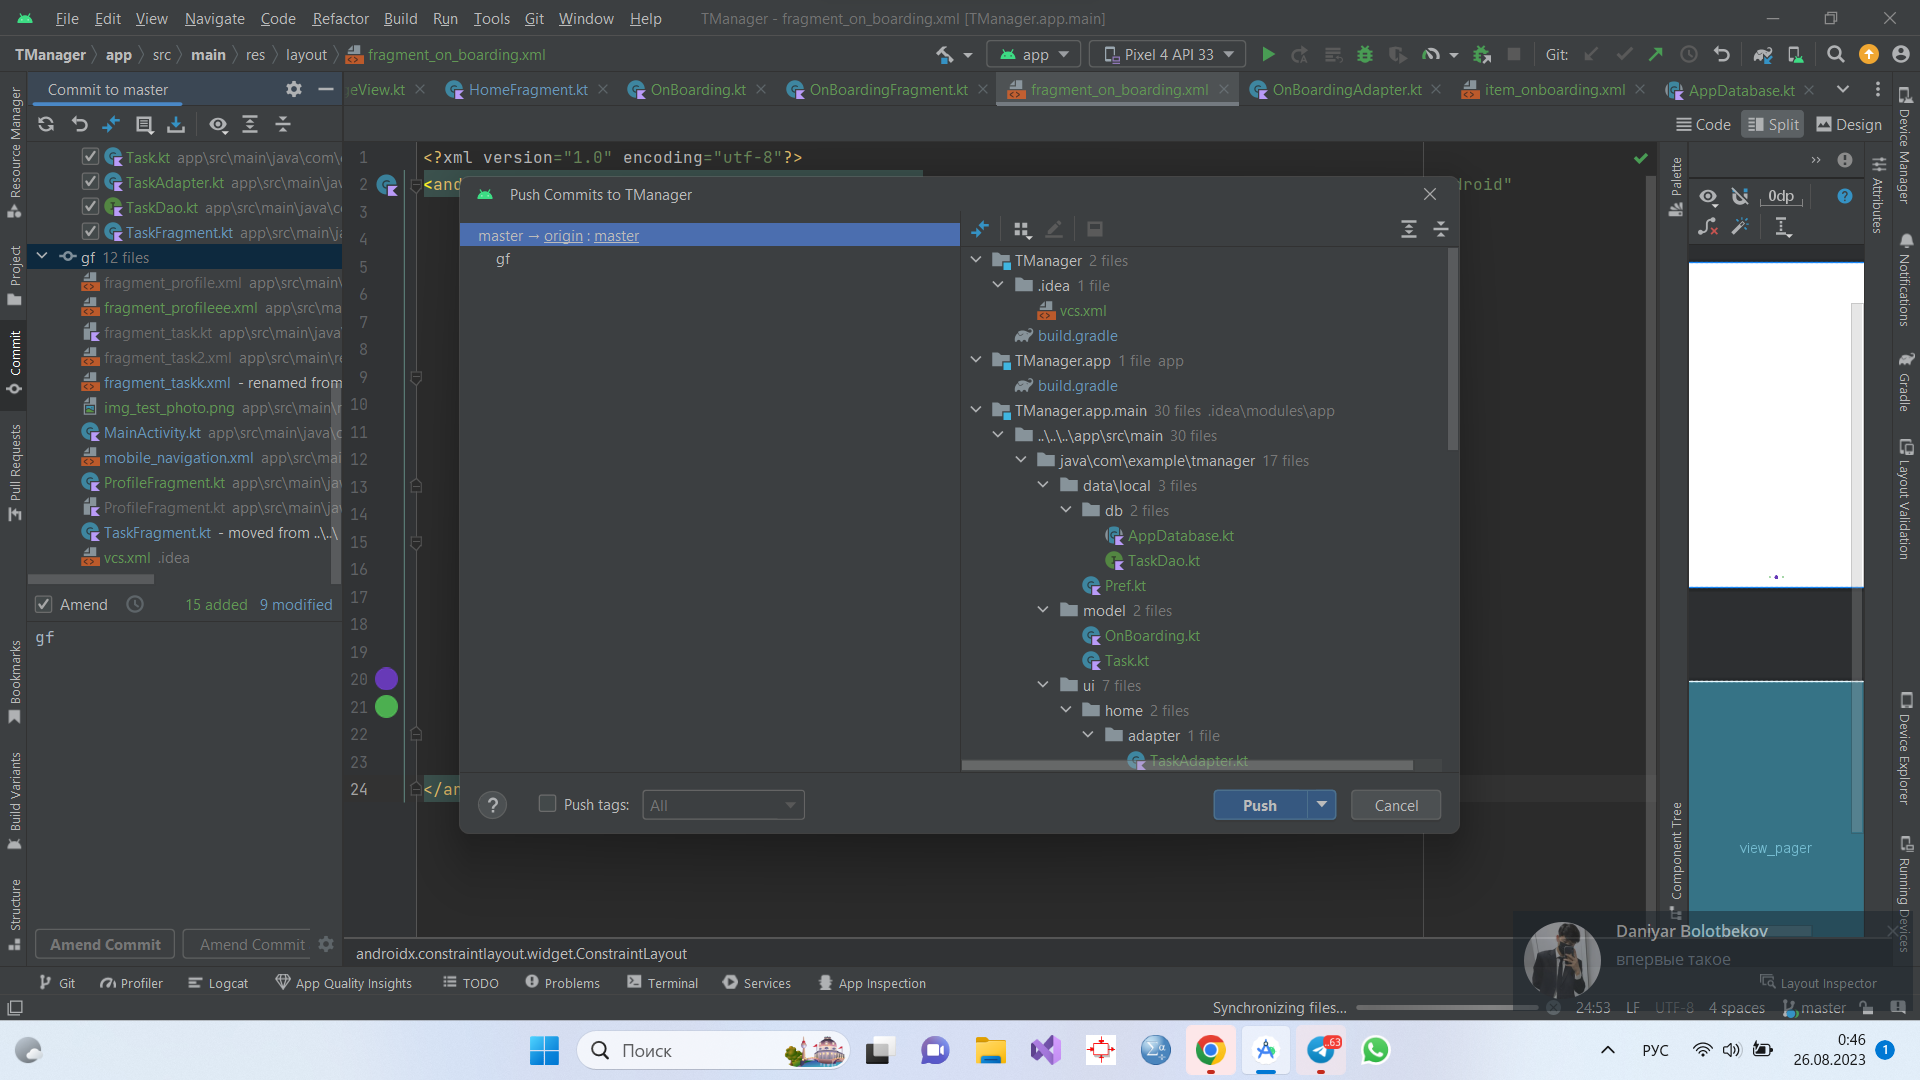 File Edit View Navigate Code Refactor Build Run Tools Git Window Help TManager - fragment_on_boarding.xml [TManager.app.main]
TManager app src main res layout fragment_on_boarding.xml app Pixel 4 API 33 Git:
Commit to master
eView.kt HomeFragment.kt OnBoarding.kt OnBoardingFragment.kt fragment_on_boarding.xml OnBoardingAdapter.kt item_onboarding.xml AppDatabase.kt
Code Split Design
Resource Manager
Project
Commit
Pull Requests
Bookmarks
Build Variants
Structure
Task.kt app\src\main\java\com\
TaskAdapter.kt app\src\main\jav
TaskDao.kt app\src\main\java\c
TaskFragment.kt app\src\main\ja
gf 12 files
fragment_profile.xml app\src\main\
fragment_profileee.xml app\src\ma
fragment_task.kt app\src\main\java
fragment_task2.xml app\src\main\re
fragment_taskk.xml - renamed from
img_test_photo.png app\src\main\r
MainActivity.kt app\src\main\java\c
mobile_navigation.xml app\src\mai
ProfileFragment.kt app\src\main\ja
ProfileFragment.kt app\src\main\ja
TaskFragment.kt - moved from ..\..\
vcs.xml .idea
Amend 15 added 9 modified
gf
Amend Commit Amend Commit
1 <?xml version="1.0" encoding="utf-8"?>
2 <and roid"
3
4
5
6
7
8
9
10
11
12
13
14
15
16
17
18
19
20
21
22
23
24 </an
Push Commits to TManager
master → origin : master
gf
TManager 2 files
.idea 1 file
vcs.xml
build.gradle
TManager.app 1 file app
build.gradle
TManager.app.main 30 files .idea\modules\app
..\..\..\app\src\main 30 files
java\com\example\tmanager 17 files
data\local 3 files
db 2 files
AppDatabase.kt
TaskDao.kt
Pref.kt
model 2 files
OnBoarding.kt
Task.kt
ui 7 files
home 2 files
adapter 1 file
TaskAdapter.kt
? Push tags: All Push Cancel
Palette
0dp
Component Tree
view_pager
Attributes
Device Manager
Notifications
Gradle
Layout Validation
Device Explorer
Running Devices
androidx.constraintlayout.widget.ConstraintLayout
Daniyar Bolotbekov
впервые такое
Git Profiler Logcat App Quality Insights TODO Problems Terminal Services App Inspection Layout Inspector
Synchronizing files... 24:53 LF UTF-8 4 spaces master
Поиск
63
РУС
0:46
26.08.2023
1